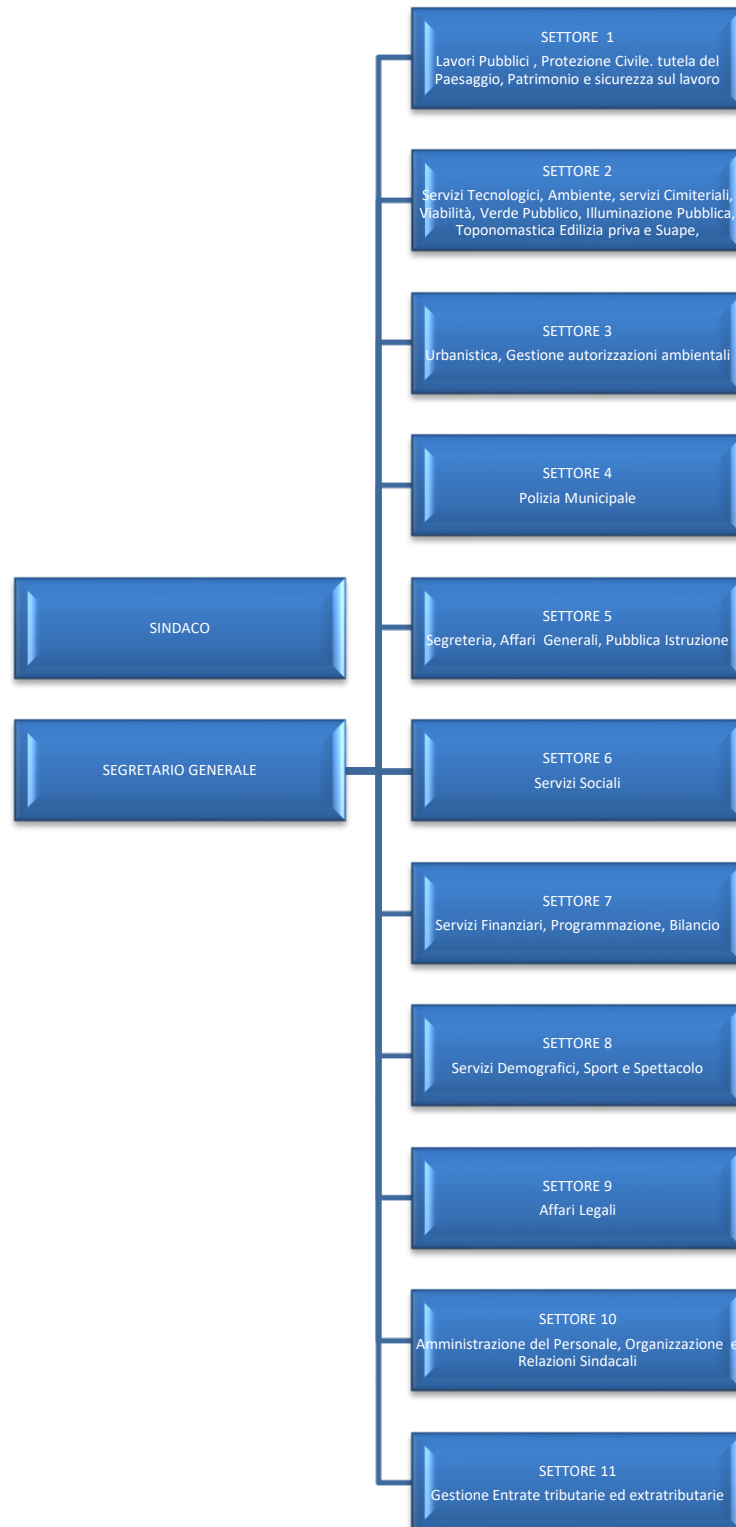 SINDACO
SEGRETARIO GENERALE
SETTORE 1
Lavori Pubblici , Protezione Civile. tutela del
Paesaggio, Patrimonio e sicurezza sul lavoro
SETTORE 2
Servizi Tecnologici, Ambiente, servizi Cimiteriali,
Viabilità, Verde Pubblico, Illuminazione Pubblica,
Toponomastica Edilizia priva e Suape,
SETTORE 3
Urbanistica, Gestione autorizzazioni ambientali
SETTORE 4
Polizia Municipale
SETTORE 5
Segreteria, Affari Generali, Pubblica Istruzione
SETTORE 6
Servizi Sociali
SETTORE 7
Servizi Finanziari, Programmazione, Bilancio
SETTORE 8
Servizi Demografici, Sport e Spettacolo
SETTORE 9
Affari Legali
SETTORE 10
Amministrazione del Personale, Organizzazione e
Relazioni Sindacali
SETTORE 11
Gestione Entrate tributarie ed extratributarie